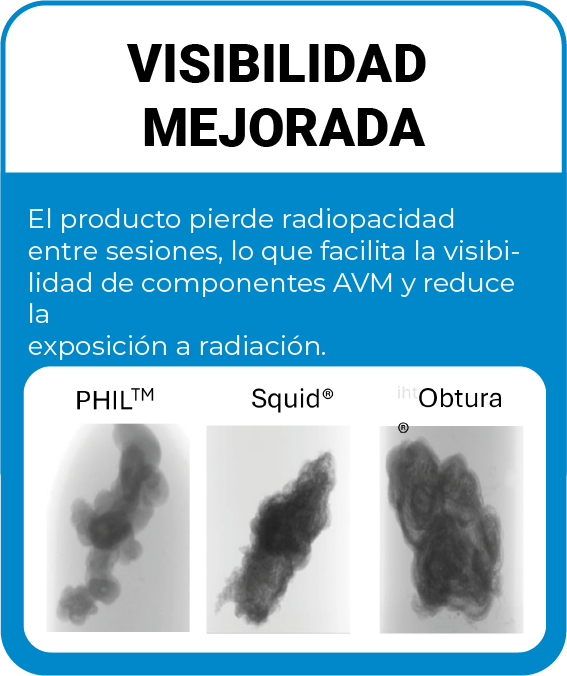 VISIBILIDAD
MEJORADA
El producto pierde radiopacidad
entre sesiones, lo que facilita la visibi-
lidad de componentes AVM y reduce
la
exposición a radiación.
PHIL™ Squid® iht Obtura
®